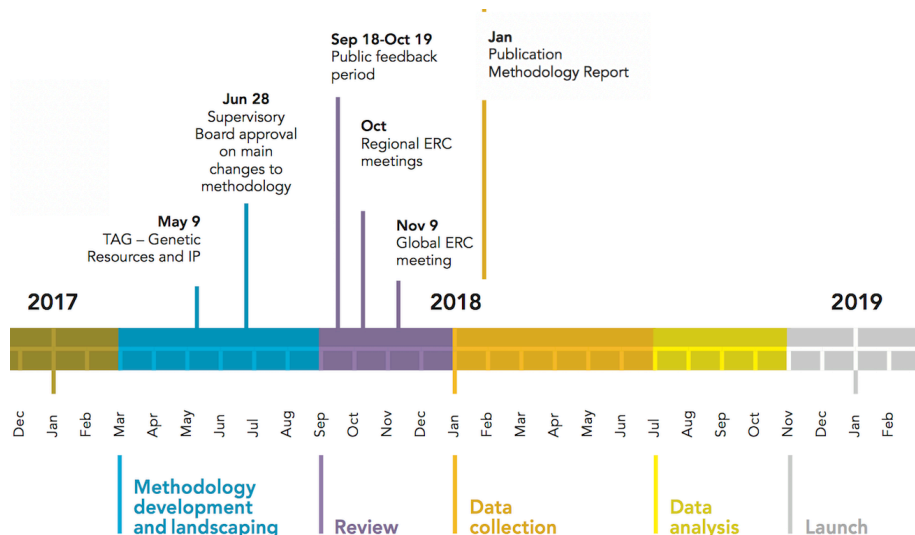 Sep 18-Oct 19
Public feedback
period
Jan
Publication
Methodology Report
Jun 28
Supervisory
Board approval
on main
changes to
methodology
Oct
Regional ERC
meetings
May 9
TAG – Genetic
Resources and IP
Nov 9
Global ERC
meeting
2017
2018
2019
Dec Jan Feb Mar Apr May Jun Jul Aug Sep Oct Nov Dec Jan Feb Mar Apr May Jun Jul Aug Sep Oct Nov Dec Jan Feb
Methodology
development
and landscaping
Review
Data
collection
Data
analysis
Launch